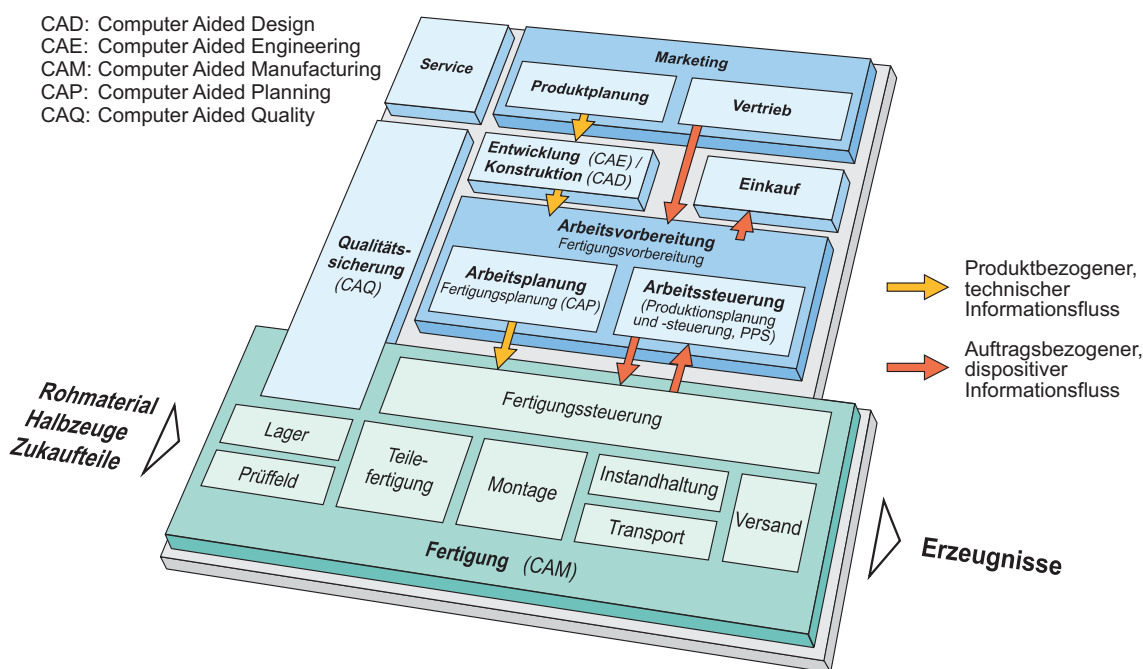 CAD: Computer Aided Design
CAE: Computer Aided Engineering
CAM: Computer Aided Manufacturing
CAP: Computer Aided Planning
CAQ: Computer Aided Quality
Service
Marketing
Produktplanung
Vertrieb
Entwicklung (CAE) /
Konstruktion (CAD)
Einkauf
Qualitäts-
sicherung
(CAQ)
Arbeitsvorbereitung
Fertigungsvorbereitung
Arbeitsplanung
Fertigungsplanung (CAP)
Arbeitssteuerung
(Produktionsplanung
und -steuerung, PPS)
Produktbezogener,
technischer
Informationsfluss
Auftragsbezogener,
dispositiver
Informationsfluss
Rohmaterial
Halbzeuge
Zukaufteile
Fertigungssteuerung
Lager
Prüffeld
Teile-
fertigung
Montage
Instandhaltung
Transport
Versand
Fertigung (CAM)
Erzeugnisse